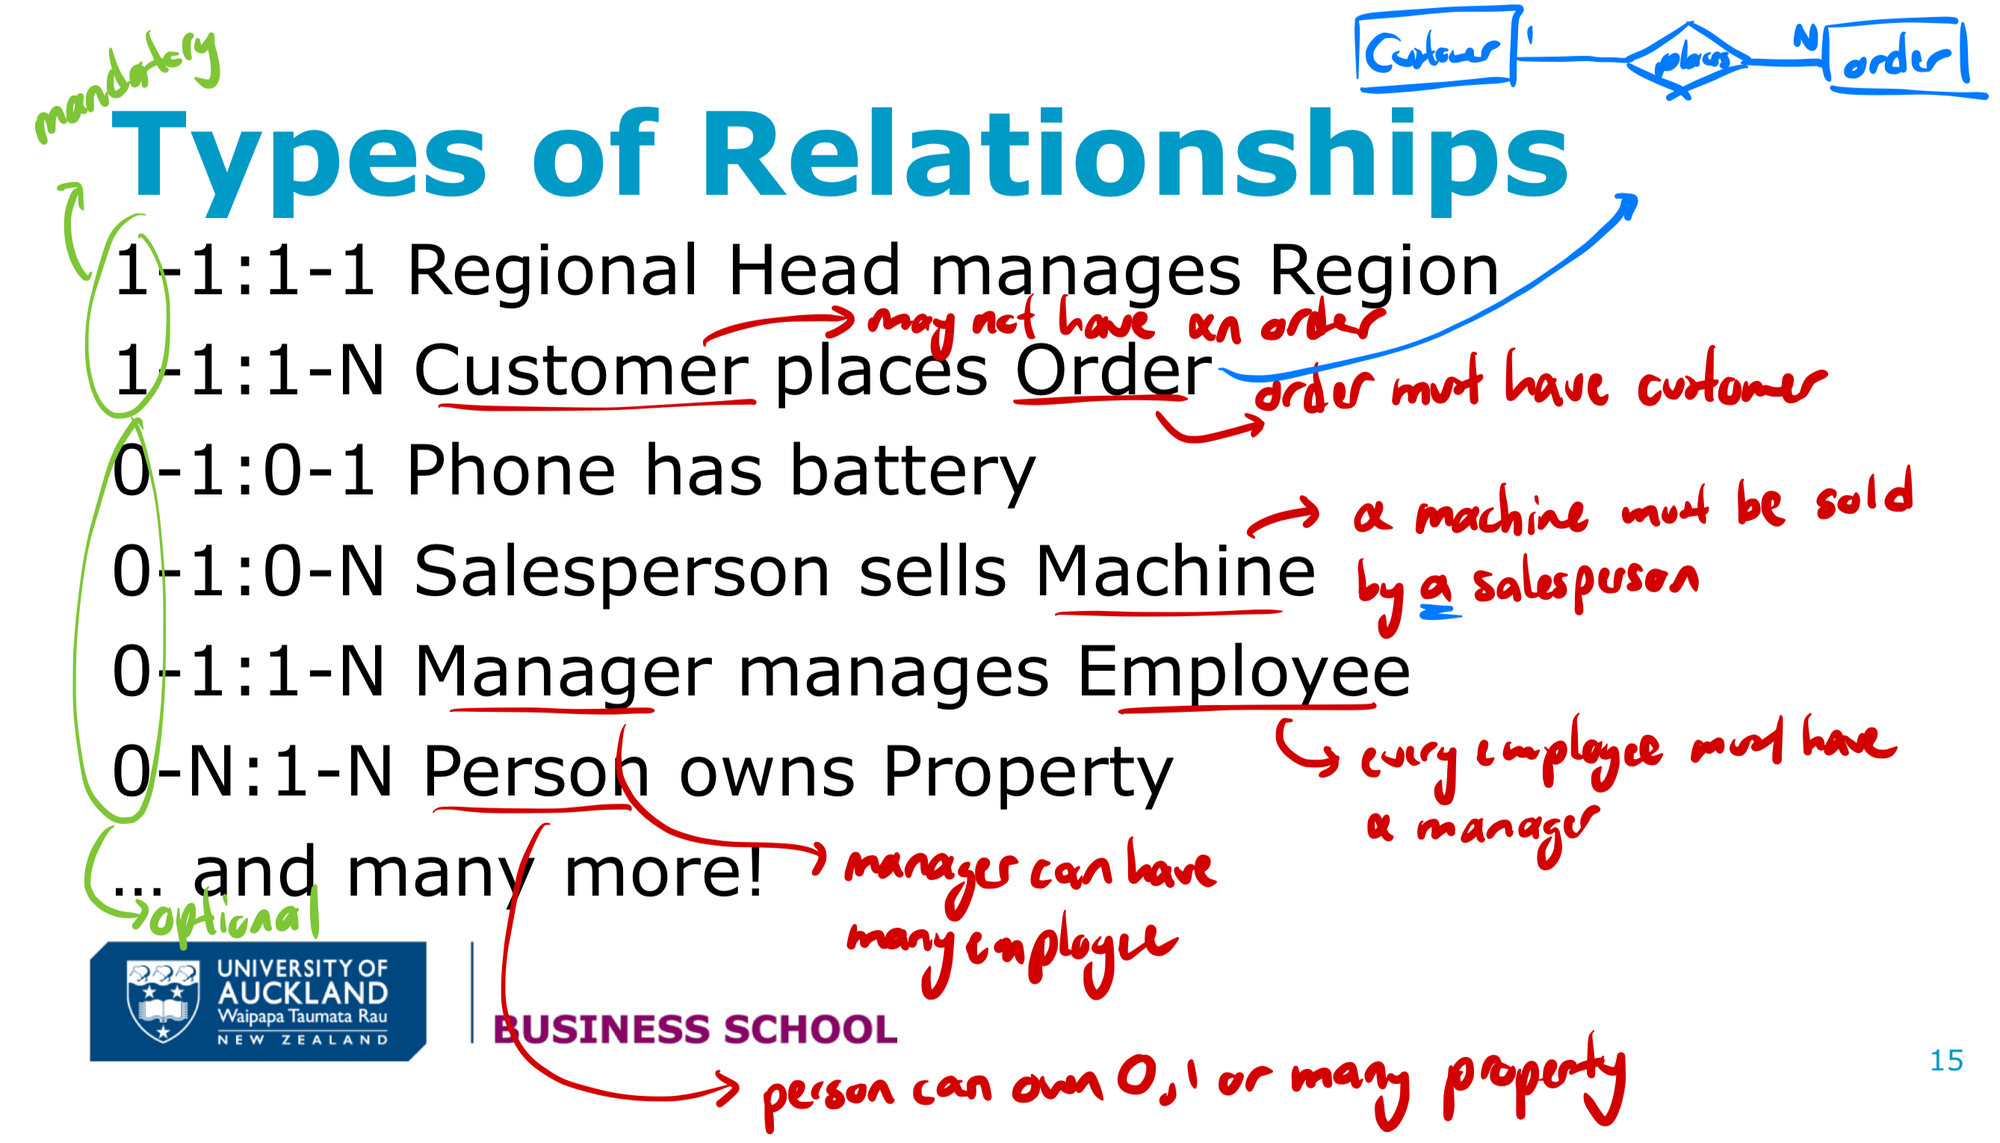 mandatory
Customer 1 places N order
Types of Relationships
1-1:1-1 Regional Head manages Region
may not have an order
1-1:1-N Customer places Order
order must have customer
0-1:0-1 Phone has battery
a machine must be sold
0-1:0-N Salesperson sells Machine
by a salesperson
0-1:1-N Manager manages Employee
every employee must have
a manager
0-N:1-N Person owns Property
manager can have
many employee
... and many more!
optional
UNIVERSITY OF
AUCKLAND
Waipapa Taumata Rau
NEW ZEALAND
BUSINESS SCHOOL
person can own 0, 1 or many property
15